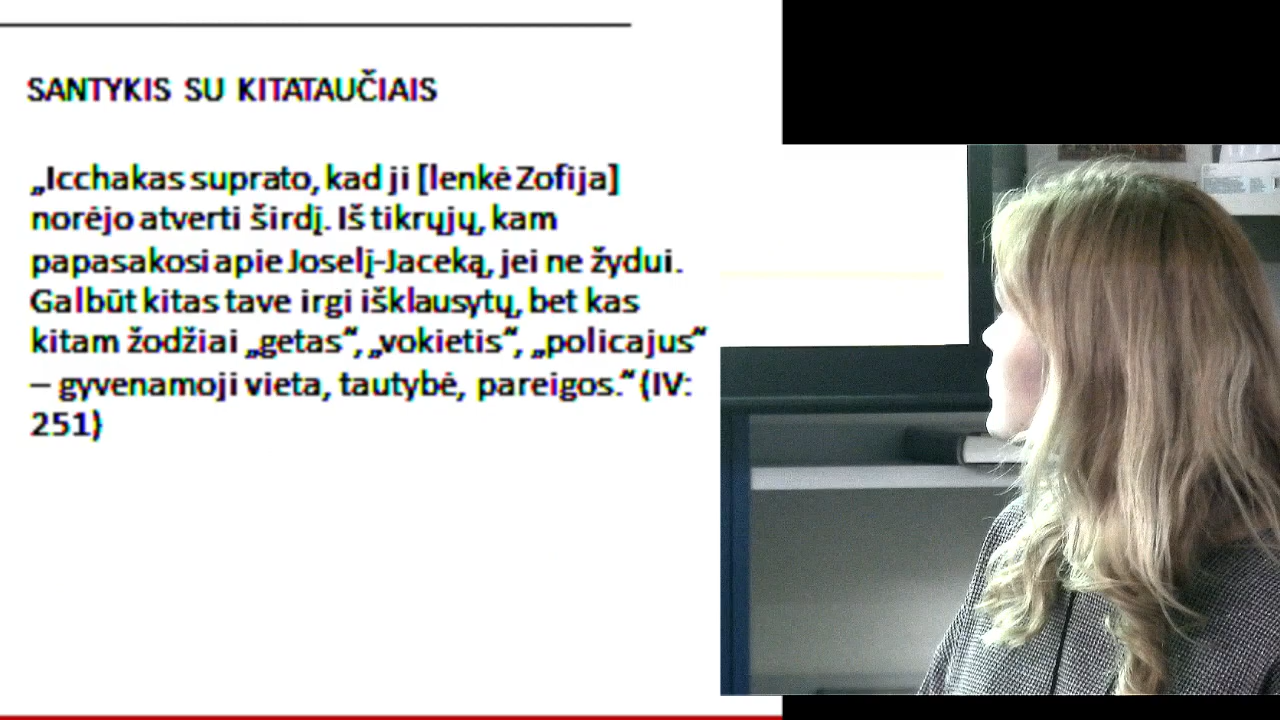 SANTYKIS SU KITATAUČIAIS
„Icchakas suprato, kad ji [lenkė Zofija]
norėjo atverti širdį. Iš tikrųjų, kam
papasakosi apie Joselį-Jaceką, jei ne žydui.
Galbūt kitas tave irgi išklausytų, bet kas
kitam žodžiai „getas“, „vokietis“, „policajus“
– gyvenamoji vieta, tautybė, pareigos.“ (IV:
251)